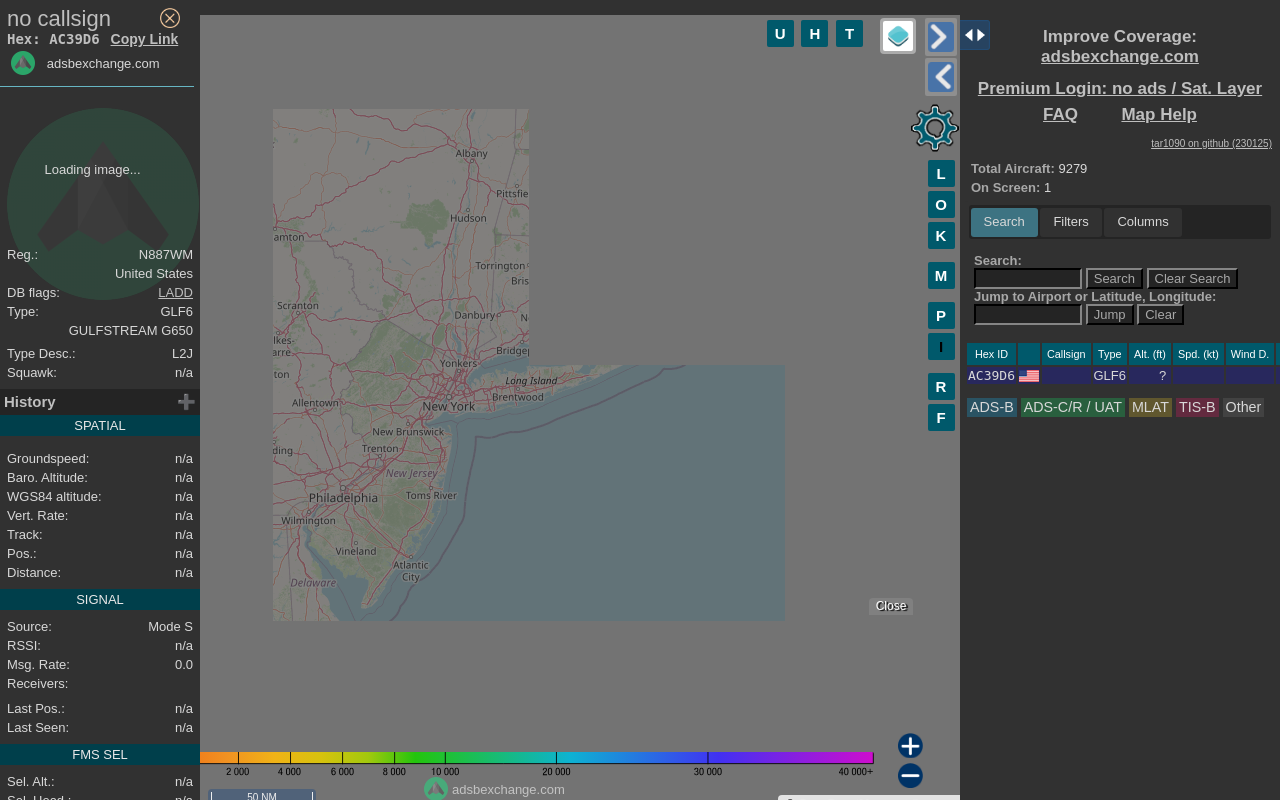 no callsign
Hex: AC39D6 Copy Link
adsbexchange.com
Loading image...
Reg.: N887WM
United States
DB flags: LADD
Type: GLF6
GULFSTREAM G650
Type Desc.: L2J
Squawk: n/a
History
SPATIAL
Groundspeed: n/a
Baro. Altitude: n/a
WGS84 altitude: n/a
Vert. Rate: n/a
Track: n/a
Pos.: n/a
Distance: n/a
SIGNAL
Source: Mode S
RSSI: n/a
Msg. Rate: 0.0
Receivers:
Last Pos.: n/a
Last Seen: n/a
FMS SEL
Sel. Alt.: n/a
U H T
L
O
K
M
P
I
R
F
Albany
Pittsfie
Hudson
amton
Torrington
Bris
Scranton
Danbury
N
lkes-
arre
Bridgep
Yonkers
ton
Long Island
Allentown
Brentwood
New York
New Brunswick
ding
Trenton
New Jersey
Philadelphia
Toms River
Wilmington
Vineland
Atlantic
City
Delaware
Close
2 000 4 000 6 000 8 000 10 000 20 000 30 000 40 000+
adsbexchange.com
50 NM
Improve Coverage:
adsbexchange.com
Premium Login: no ads / Sat. Layer
FAQ Map Help
tar1090 on github (230125)
Total Aircraft: 9279
On Screen: 1
Search Filters Columns
Search:
Search Clear Search
Jump to Airport or Latitude, Longitude:
Jump Clear
Hex ID Callsign Type Alt. (ft) Spd. (kt) Wind D.
AC39D6 GLF6 ?
ADS-B ADS-C/R / UAT MLAT TIS-B Other